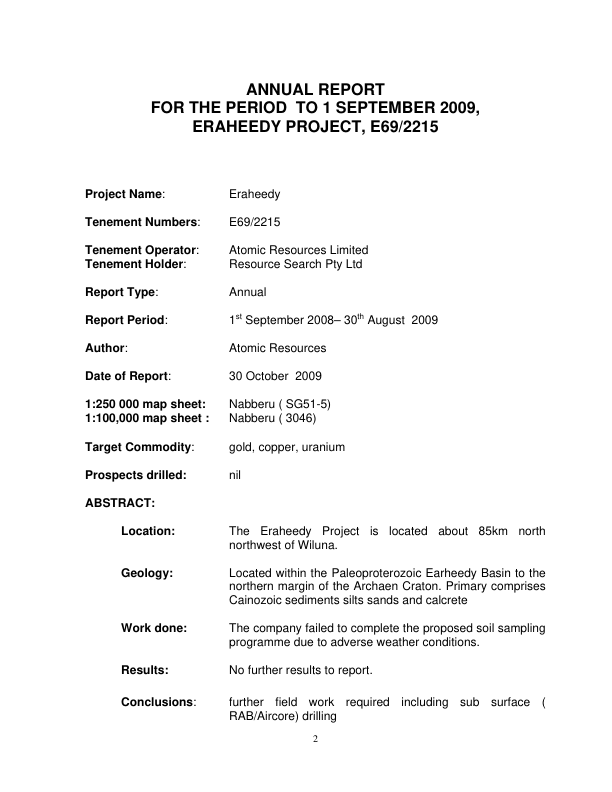 ANNUAL REPORT
FOR THE PERIOD TO 1 SEPTEMBER 2009,
ERAHEEDY PROJECT, E69/2215
Project Name: Eraheedy
Tenement Numbers: E69/2215
Tenement Operator: Atomic Resources Limited
Tenement Holder: Resource Search Pty Ltd
Report Type: Annual
Report Period: 1st September 2008– 30th August 2009
Author: Atomic Resources
Date of Report: 30 October 2009
1:250 000 map sheet: Nabberu ( SG51-5)
1:100,000 map sheet : Nabberu ( 3046)
Target Commodity: gold, copper, uranium
Prospects drilled: nil
ABSTRACT:
Location: The Eraheedy Project is located about 85km north
northwest of Wiluna.
Geology: Located within the Paleoproterozoic Earheedy Basin to the
northern margin of the Archaen Craton. Primary comprises
Cainozoic sediments silts sands and calcrete
Work done: The company failed to complete the proposed soil sampling
programme due to adverse weather conditions.
Results: No further results to report.
Conclusions: further field work required including sub surface (
RAB/Aircore) drilling
2